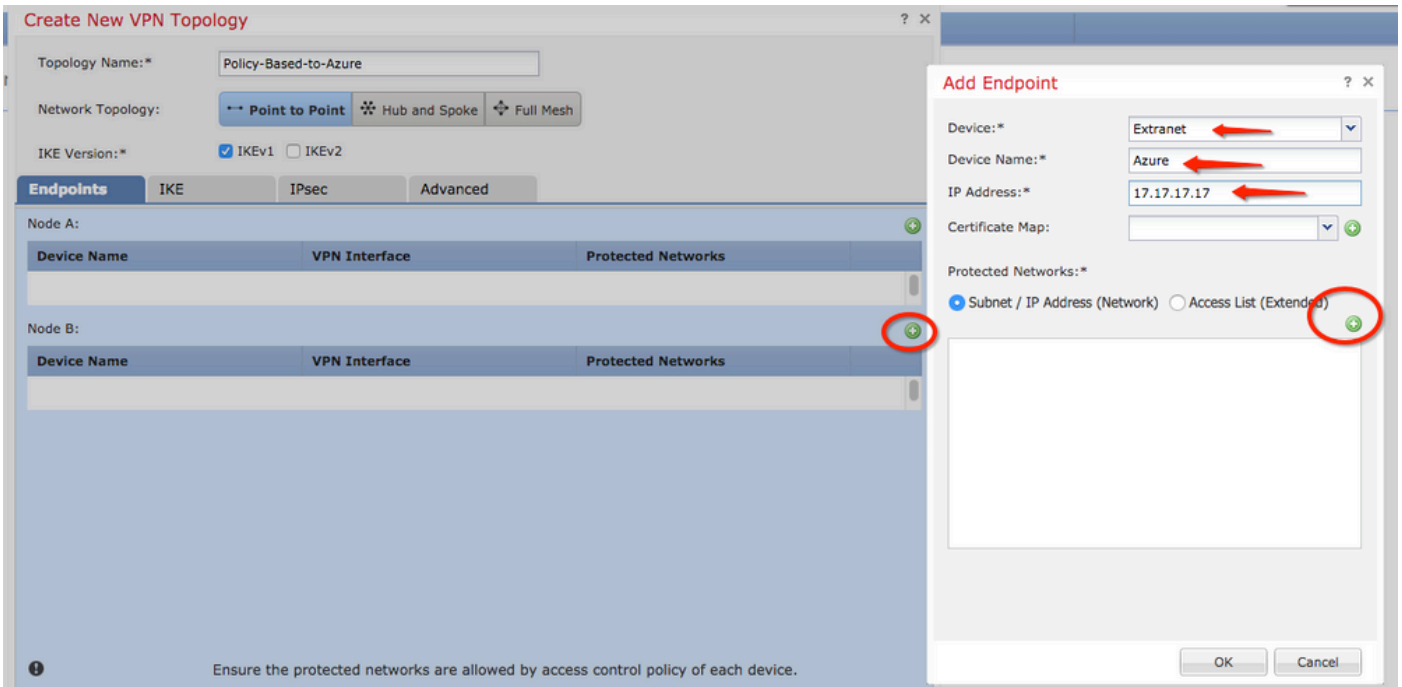 Create New VPN Topology ? ×
Topology Name:* Policy-Based-to-Azure
Network Topology: Point to Point Hub and Spoke Full Mesh
IKE Version:* IKEv1 IKEv2
Endpoints IKE IPsec Advanced
Node A:
Device Name VPN Interface Protected Networks
Node B:
Device Name VPN Interface Protected Networks
Ensure the protected networks are allowed by access control policy of each device.
Add Endpoint ? ×
Device:* Extranet
Device Name:* Azure
IP Address:* 17.17.17.17
Certificate Map:
Protected Networks:*
Subnet / IP Address (Network) Access List (Extended)
OK Cancel